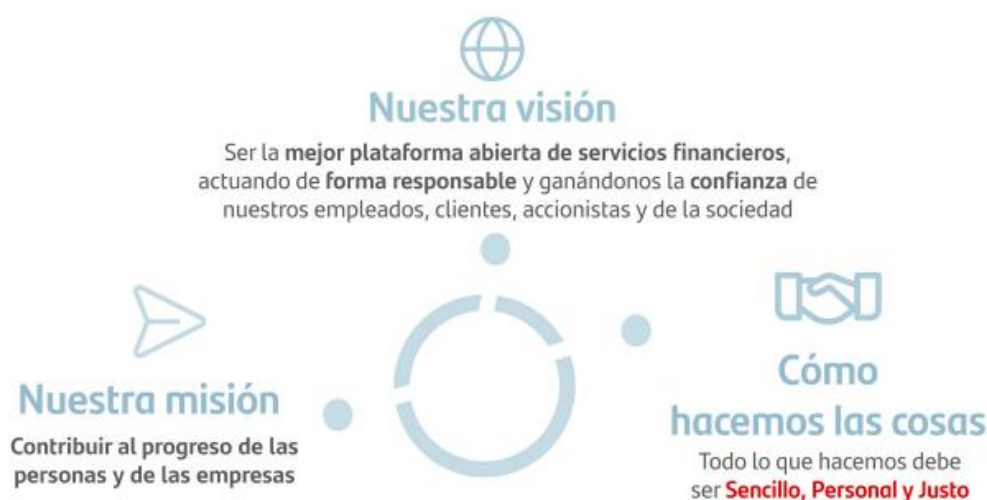 Nuestra visión
Ser la mejor plataforma abierta de servicios financieros,
actuando de forma responsable y ganándonos la confianza de
nuestros empleados, clientes, accionistas y de la sociedad
Nuestra misión
Contribuir al progreso de las
personas y de las empresas
Cómo
hacemos las cosas
Todo lo que hacemos debe
ser Sencillo, Personal y Justo